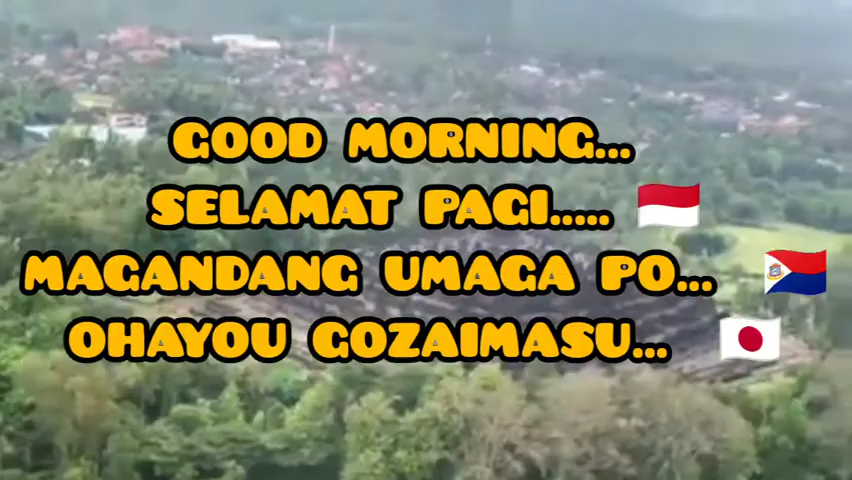 GOOD MORNING...
SELAMAT PAGI..... 🇮🇩
MAGANDANG UMAGA PO... 🇸🇽
OHAYOU GOZAIMASU... 🇯🇵